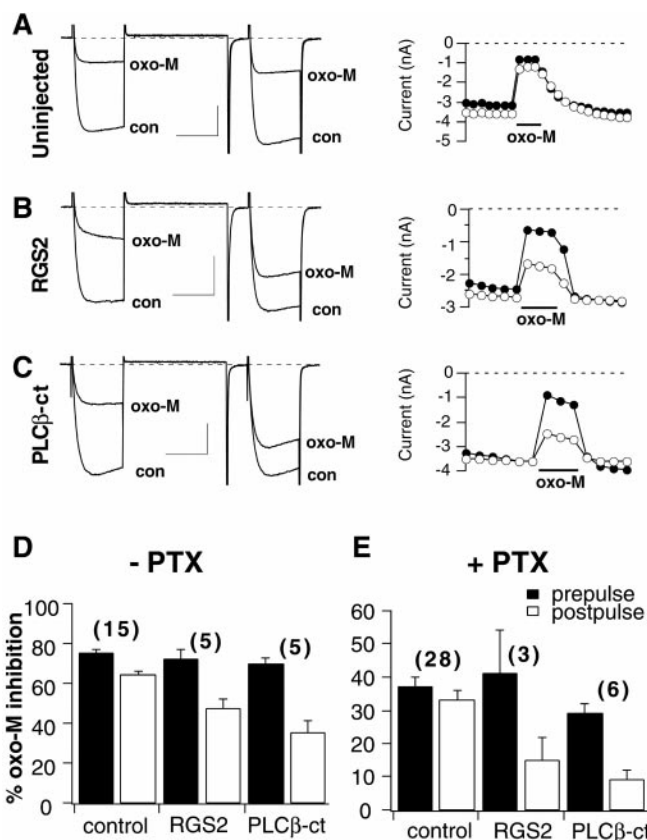 A
Uninjected
oxo-M
con
oxo-M
con
Current (nA)
-0
-1
-2
-3
-4
-5
oxo-M
B
RGS2
oxo-M
con
oxo-M
con
Current (nA)
0
-1
-2
-3
oxo-M
C
PLCβ-ct
oxo-M
con
oxo-M
con
Current (nA)
0
-1
-2
-3
-4
oxo-M
D
- PTX
% oxo-M inhibition
100
80
60
40
20
0
(15)
(5)
(5)
control
RGS2
PLCβ-ct
E
+ PTX
prepulse
postpulse
60
50
40
30
20
10
0
(28)
(3)
(6)
control
RGS2
PLCβ-ct